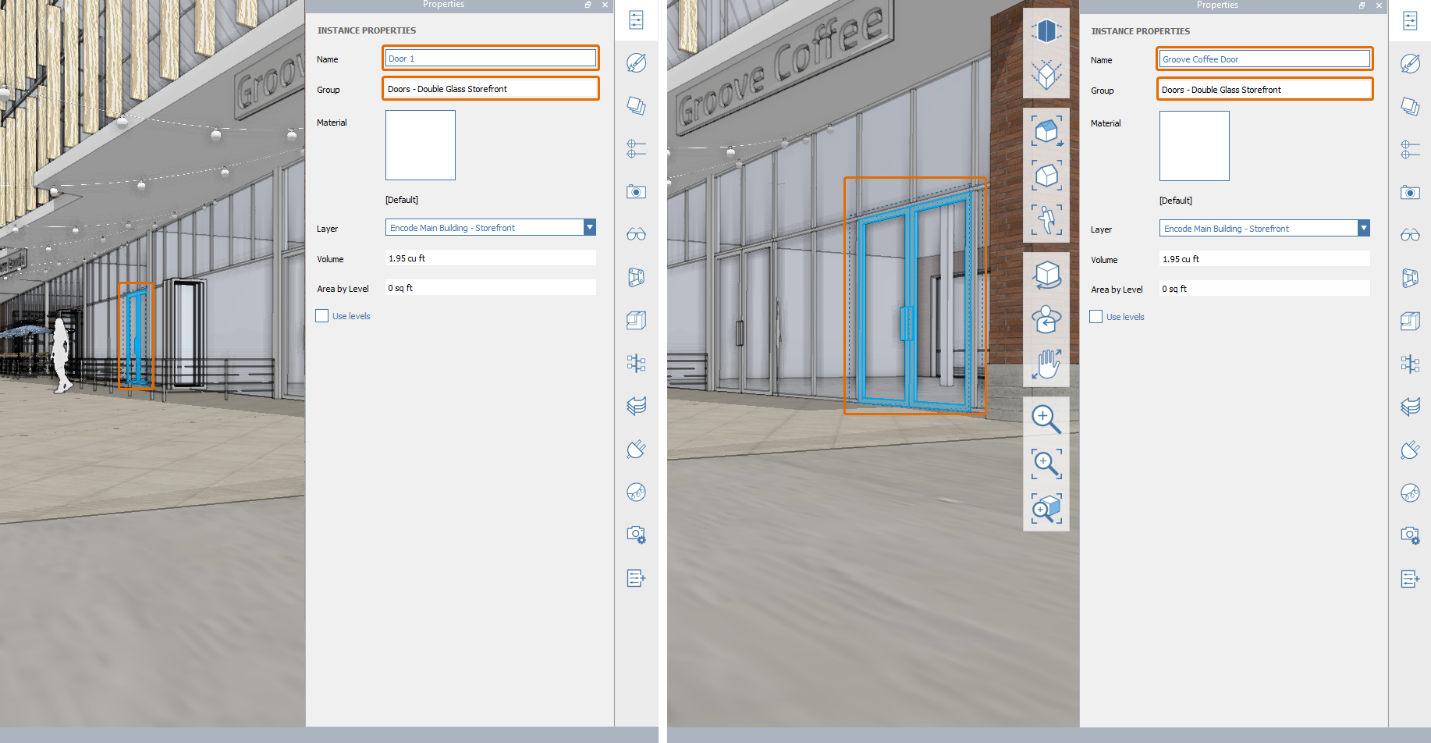 Properties
INSTANCE PROPERTIES
Name
Door 1
Group
Doors - Double Glass Storefront
Material
[Default]
Layer
Encode Main Building - Storefront
Volume
1.95 cu ft
Area by Level
0 sq ft
Use levels
Groov
Groove Coffee
Properties
INSTANCE PROPERTIES
Name
Groove Coffee Door
Group
Doors - Double Glass Storefront
Material
[Default]
Layer
Encode Main Building - Storefront
Volume
1.95 cu ft
Area by Level
0 sq ft
Use levels